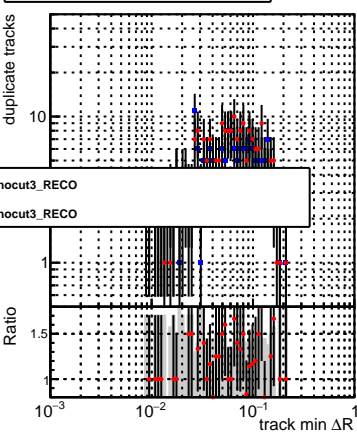 duplicate tracks
10
nocut3_RECO
nocut3_RECO
1
Ratio
1.5
1
10−3
10−2
10−1
1
track min ΔR